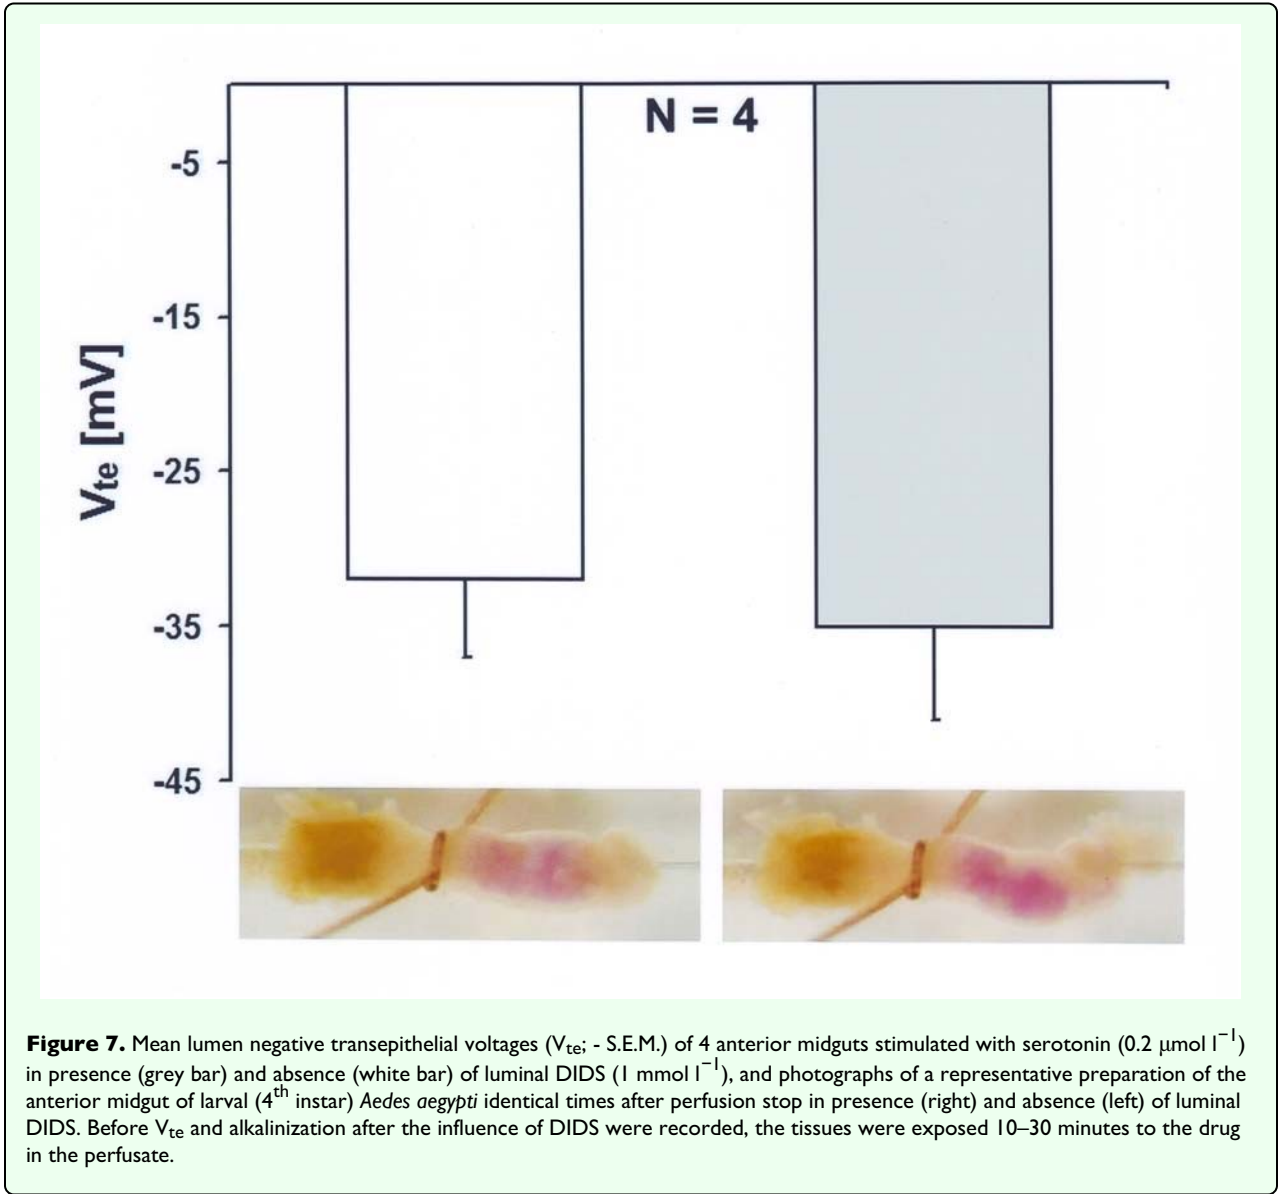 N = 4
-5
-15
-25
-35
-45
Vte [mV]
Figure 7. Mean lumen negative transepithelial voltages (Vte; - S.E.M.) of 4 anterior midguts stimulated with serotonin (0.2 μmol l−1)
in presence (grey bar) and absence (white bar) of luminal DIDS (1 mmol l−1), and photographs of a representative preparation of the
anterior midgut of larval (4th instar) Aedes aegypti identical times after perfusion stop in presence (right) and absence (left) of luminal
DIDS. Before Vte and alkalinization after the influence of DIDS were recorded, the tissues were exposed 10–30 minutes to the drug
in the perfusate.